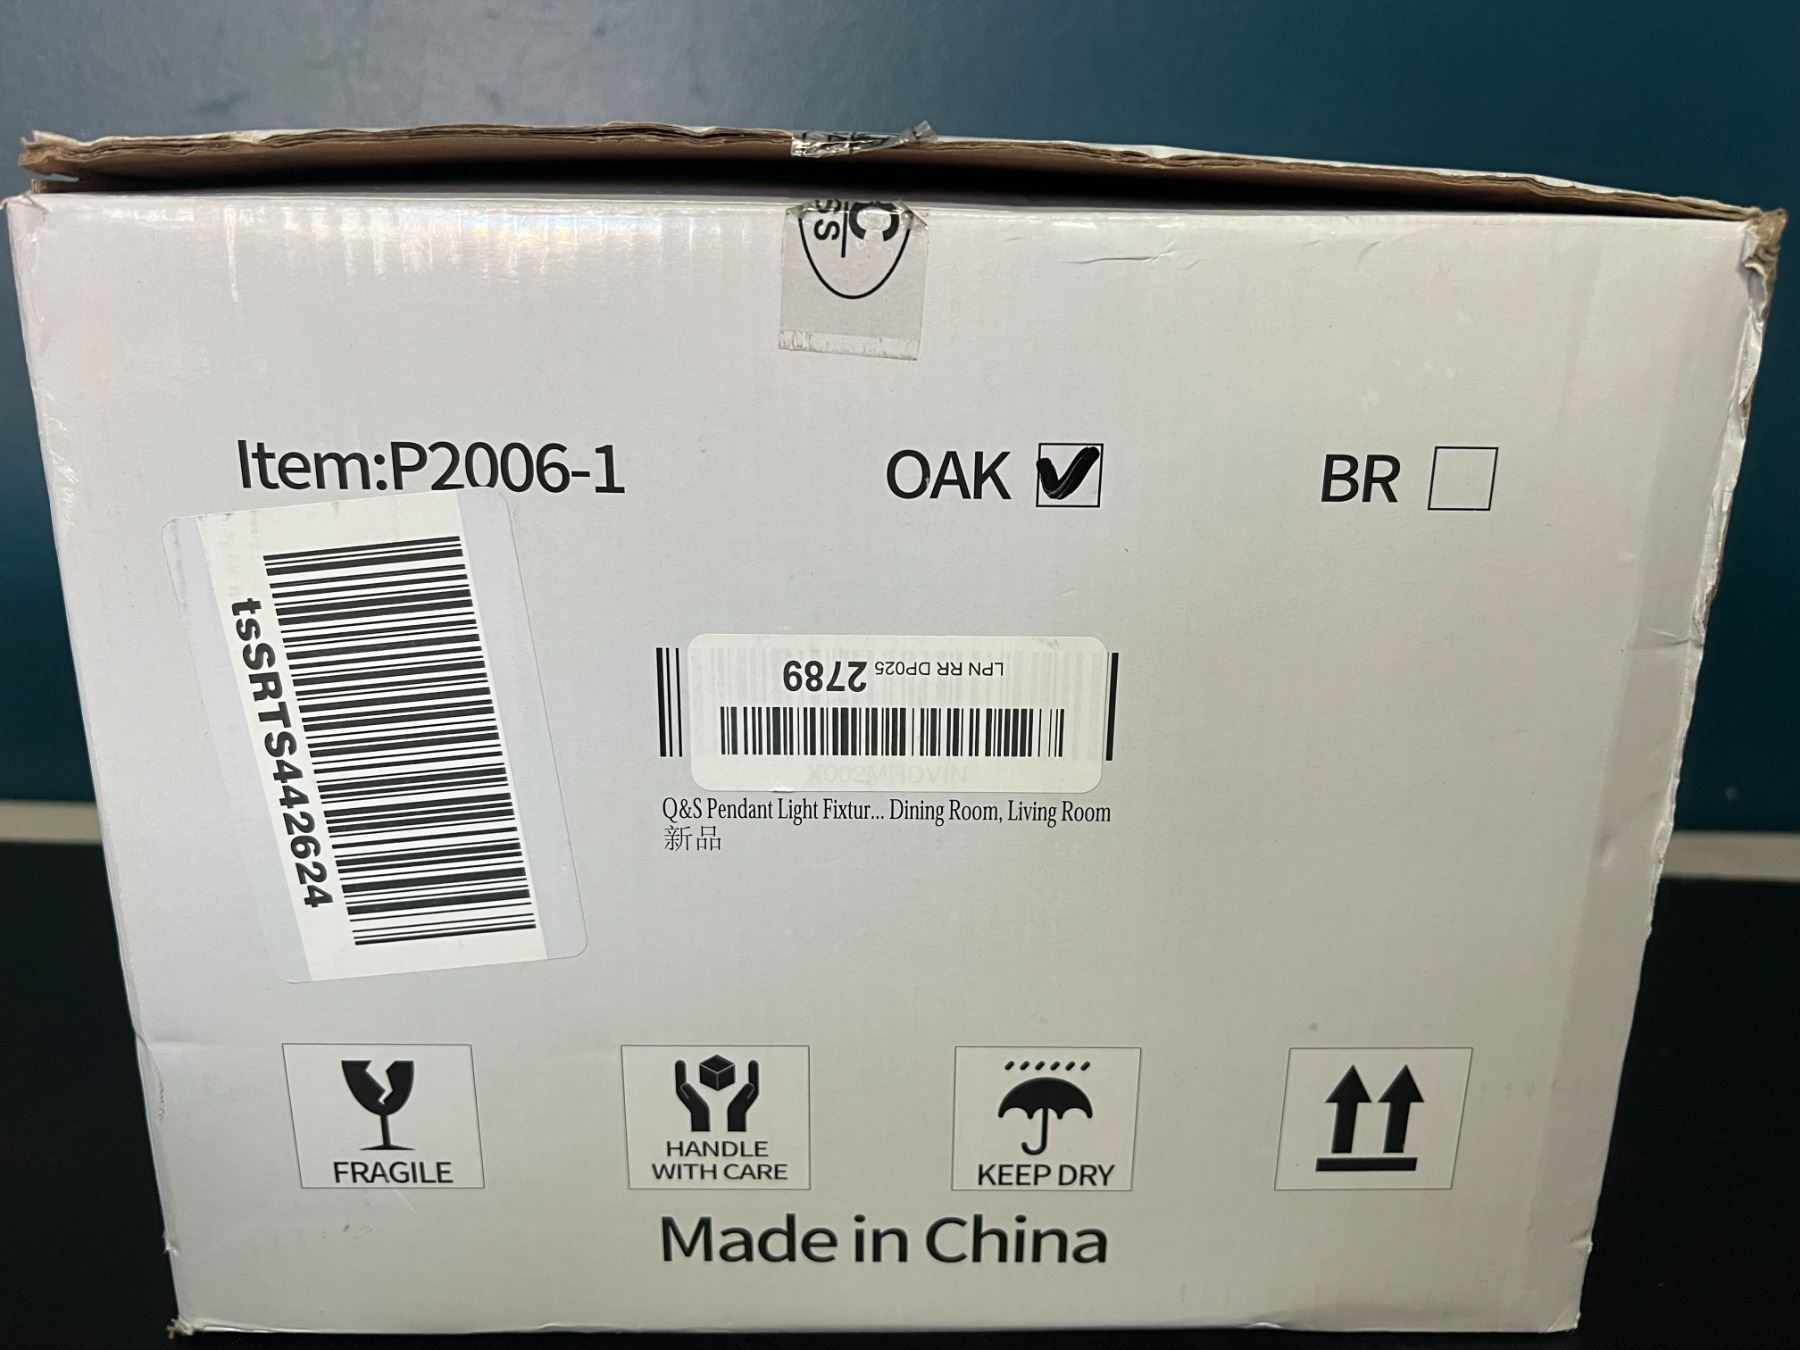 C
SS
Item:P2006-1
OAK
BR
tsSRTS442624
LPN RR DP025 2789
Q&S Pendant Light Fixtur... Dining Room, Living Room
新品
FRAGILE
HANDLE
WITH CARE
KEEP DRY
Made in China